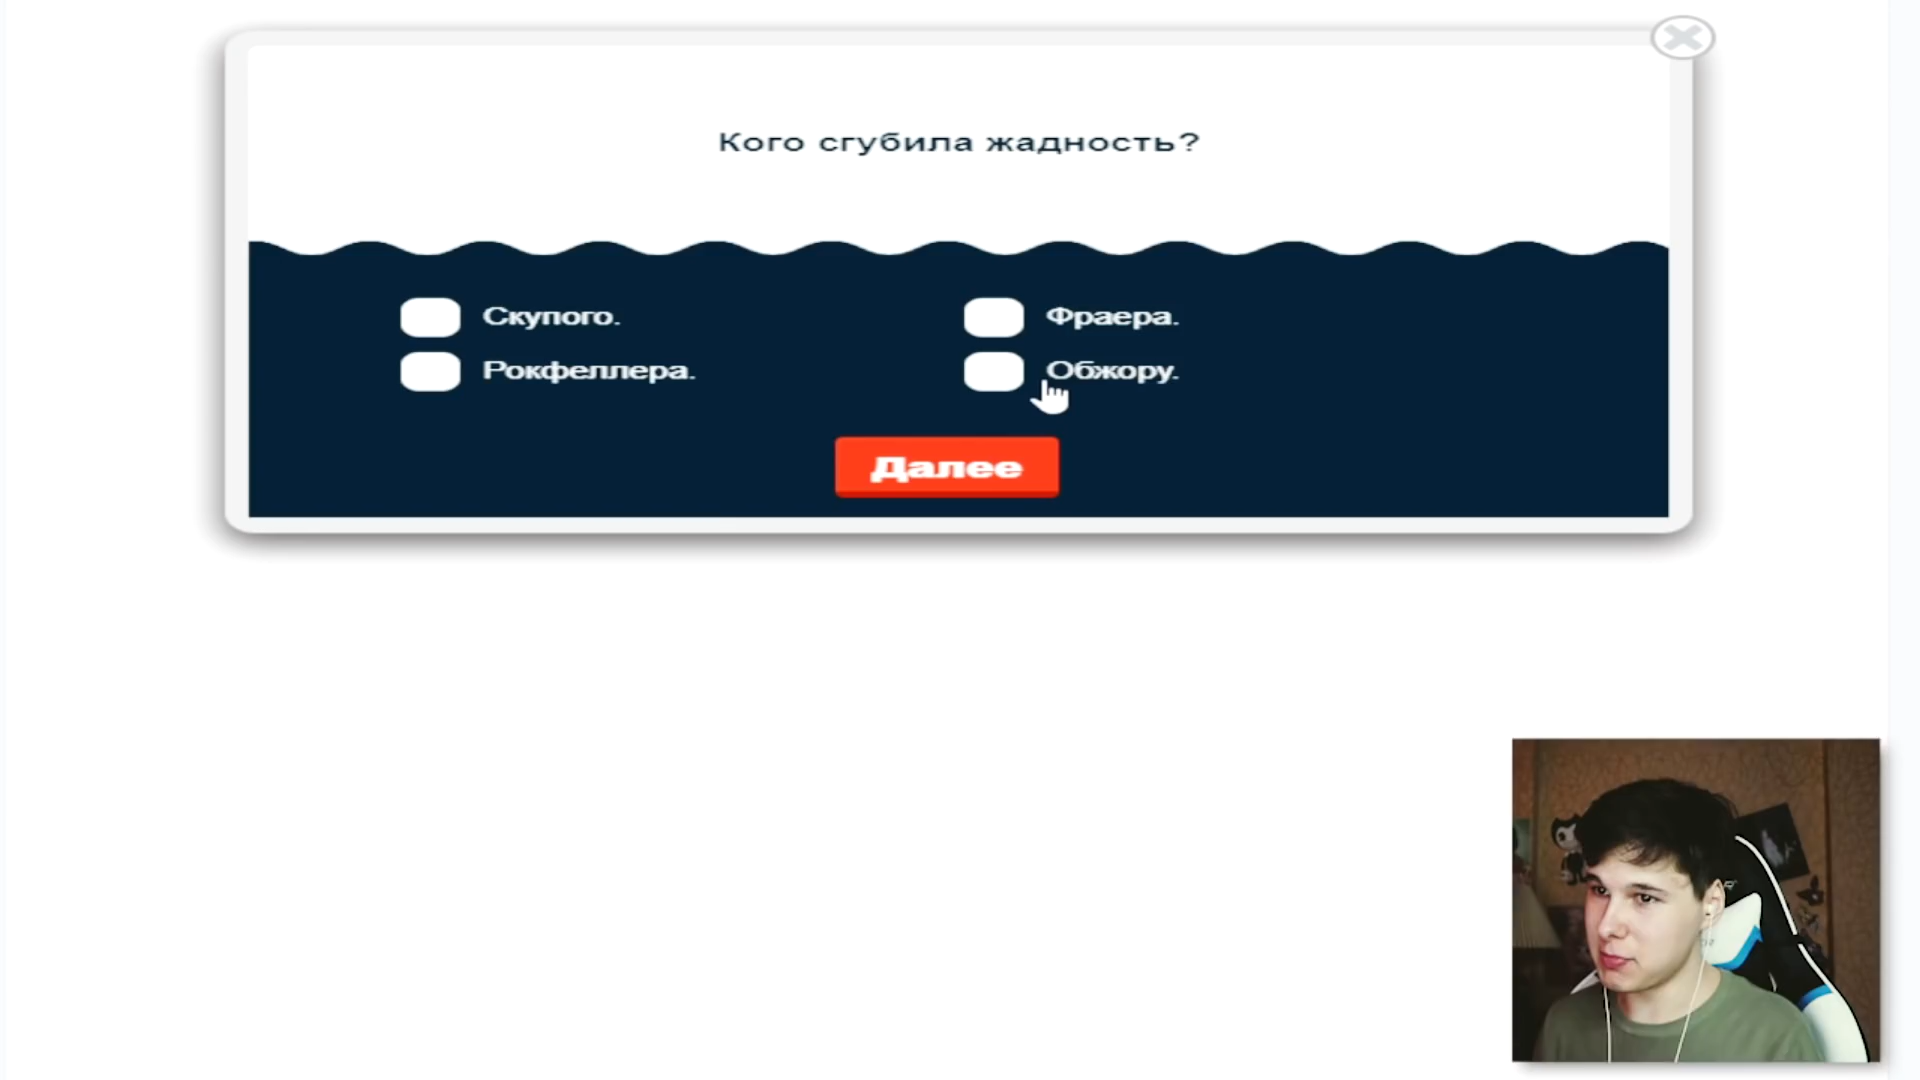 Кого сгубила жадность?
Скупого.
Фраера.
Рокфеллера.
Обжору.
Далее